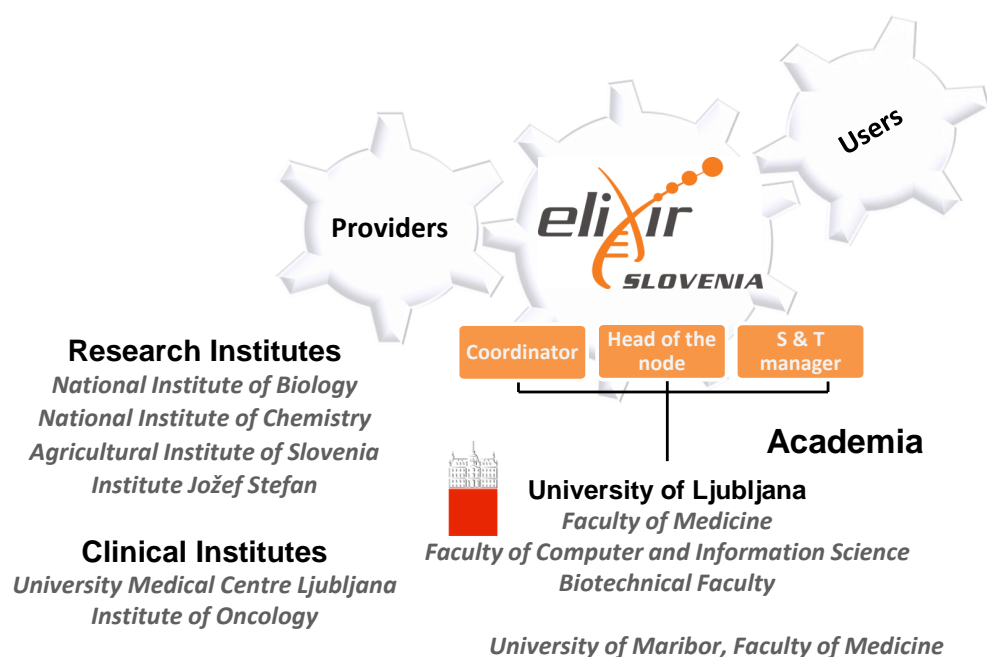 Users
Providers
elixir
SLOVENIA
Coordinator
Head of the
node
S & T
manager
Research Institutes
National Institute of Biology
National Institute of Chemistry
Agricultural Institute of Slovenia
Institute Jožef Stefan
Clinical Institutes
University Medical Centre Ljubljana
Institute of Oncology
Academia
University of Ljubljana
Faculty of Medicine
Faculty of Computer and Information Science
Biotechnical Faculty
University of Maribor, Faculty of Medicine